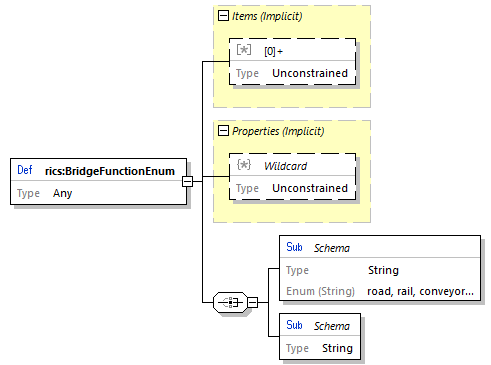 Items (Implicit)
[*] [0]+
Type Unconstrained
Properties (Implicit)
{*} Wildcard
Type Unconstrained
Def rics:BridgeFunctionEnum
Type Any
Sub Schema
Type String
Enum (String) road, rail, conveyor...
Sub Schema
Type String